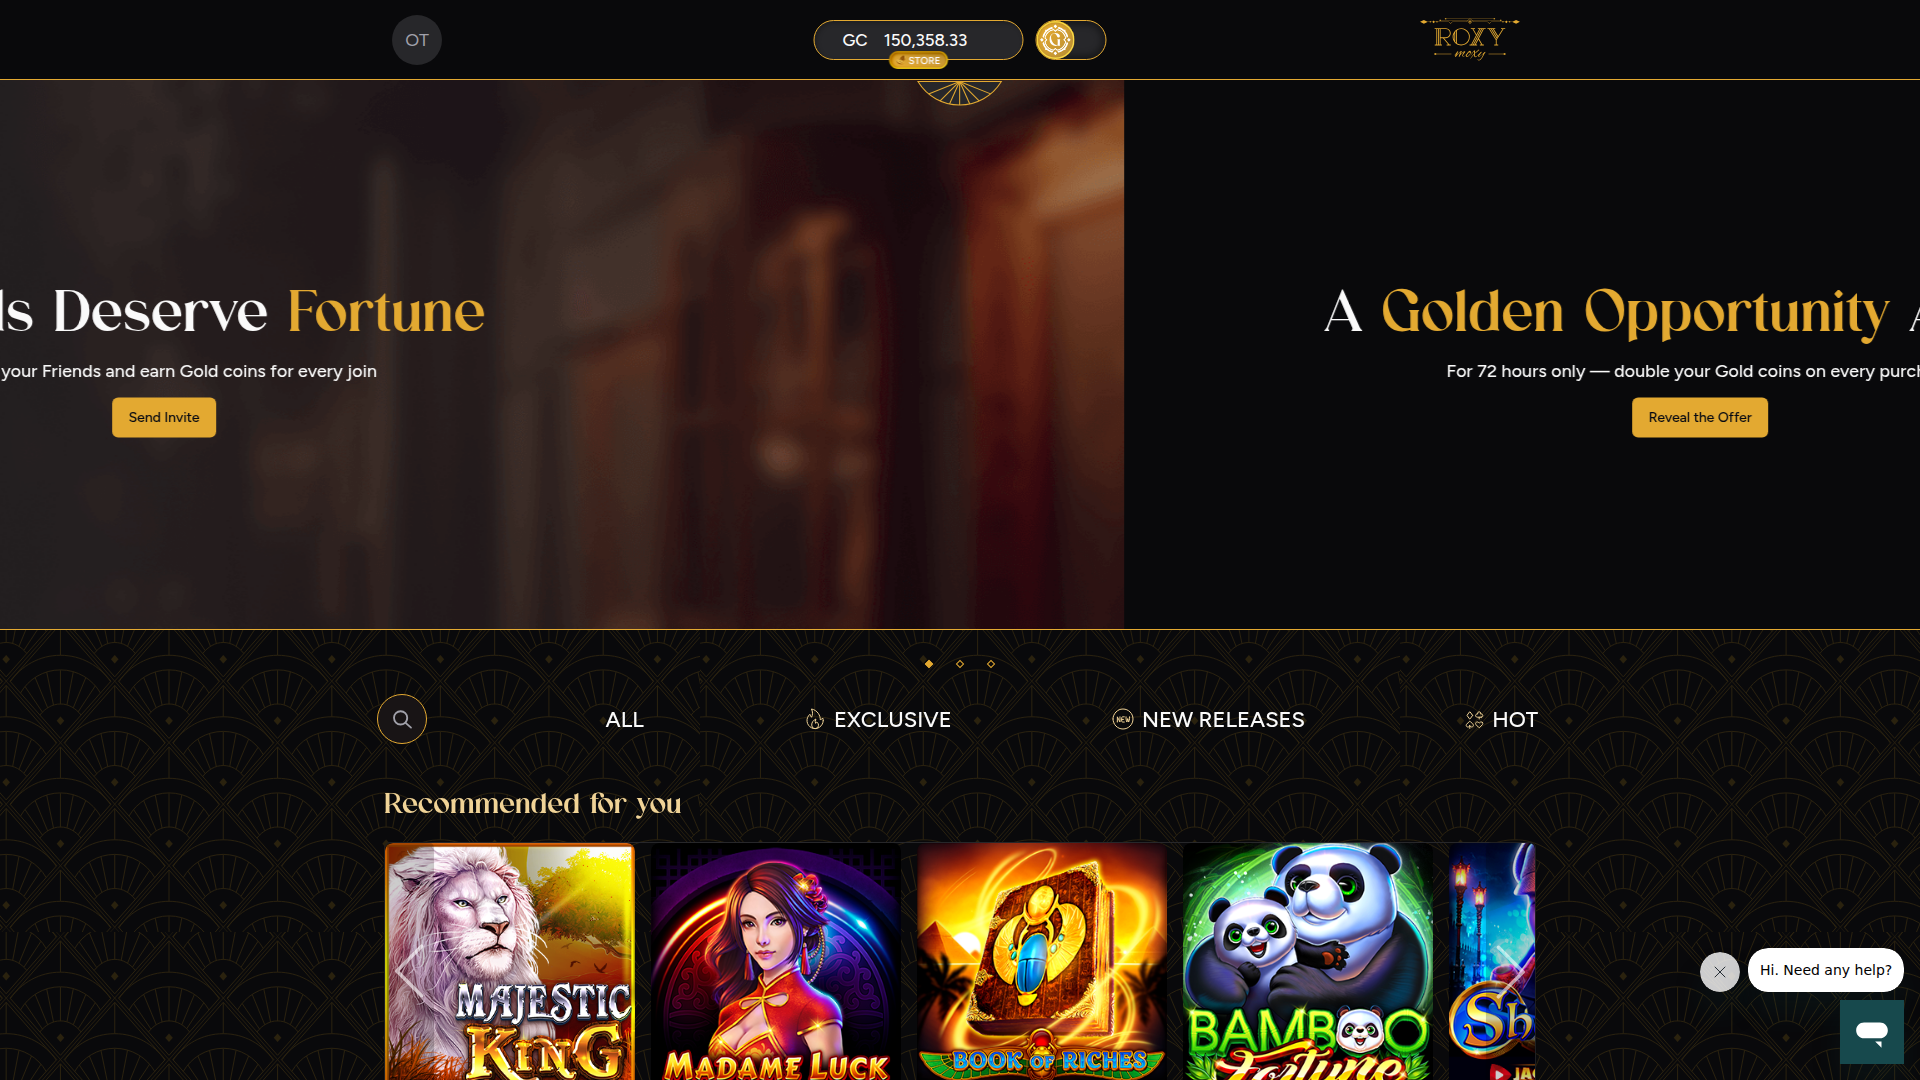 OT
GC 150,358.33
STORE
ROXY
moxy
ls Deserve Fortune
your Friends and earn Gold coins for every join
Send Invite
A Golden Opportunity
For 72 hours only — double your Gold coins on every
Reveal the Offer
ALL
EXCLUSIVE
NEW
NEW RELEASES
HOT
Recommended for you
MAJESTIC
KING
MADAME LUCK
BOOK OF RICHES
BAMBOO
Fortune
Hi. Need any help?